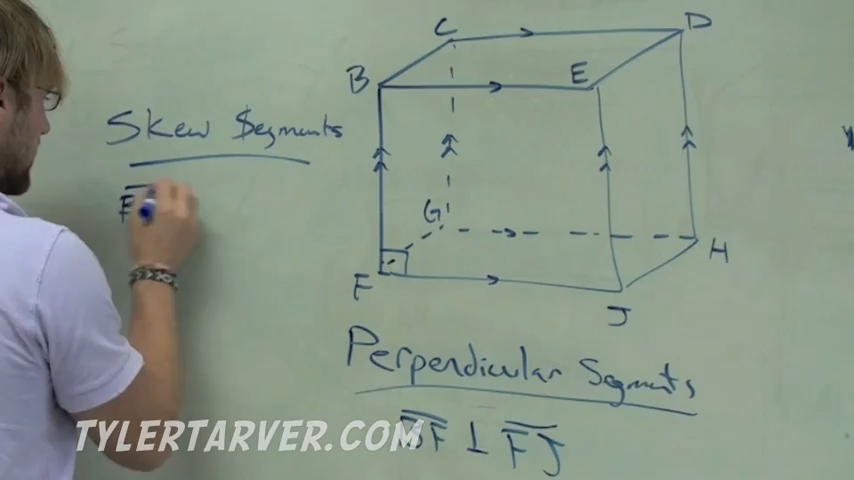 C
D
B
E
Skew Segments
F
G
H
F
J
Perpendicular Segments
BF ⊥ FJ
TYLERTARVER.COM